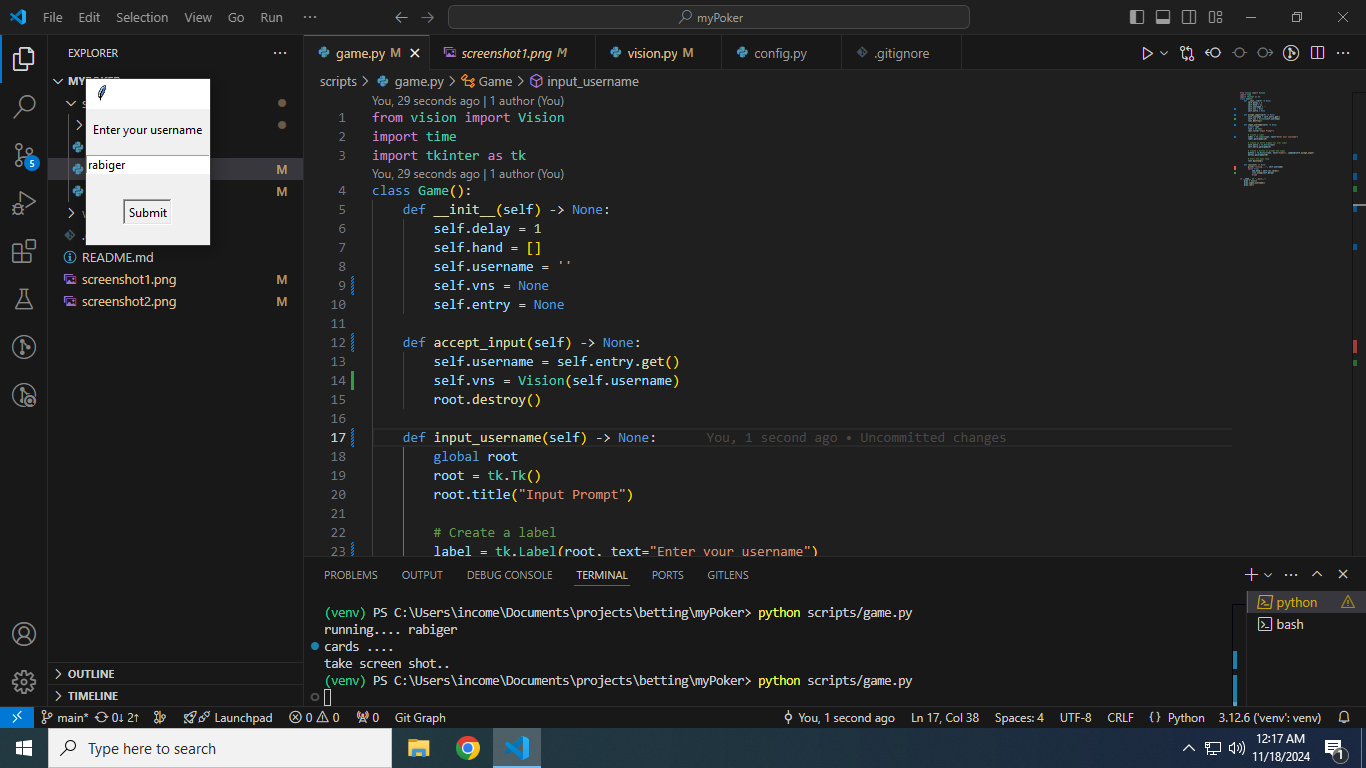 File Edit Selection View Go Run ··· myPoker
EXPLORER ···
Enter your username
rabiger
Submit
M
M
README.md
screenshot1.png M
screenshot2.png M
OUTLINE
TIMELINE
5
game.py M screenshot1.png M vision.py M config.py .gitignore
scripts > game.py > Game > input_username
You, 29 seconds ago | 1 author (You)
1 from vision import Vision
2 import time
3 import tkinter as tk
You, 29 seconds ago | 1 author (You)
4 class Game():
5 def __init__(self) -> None:
6 self.delay = 1
7 self.hand = []
8 self.username = ''
9 self.vns = None
10 self.entry = None
11
12 def accept_input(self) -> None:
13 self.username = self.entry.get()
14 self.vns = Vision(self.username)
15 root.destroy()
16
17 def input_username(self) -> None: You, 1 second ago • Uncommitted changes
18 global root
19 root = tk.Tk()
20 root.title("Input Prompt")
21
22 # Create a label
23 label = tk.Label(root, text="Enter your username")
PROBLEMS OUTPUT DEBUG CONSOLE TERMINAL PORTS GITLENS
(venv) PS C:\Users\income\Documents\projects\betting\myPoker> python scripts/game.py
running.... rabiger
cards ....
take screen shot..
(venv) PS C:\Users\income\Documents\projects\betting\myPoker> python scripts/game.py
python
bash
main* 0↓ 2↑ Launchpad 0 0 0 Git Graph You, 1 second ago Ln 17, Col 38 Spaces: 4 UTF-8 CRLF {} Python 3.12.6 ('venv': venv)
Type here to search
12:17 AM
11/18/2024
1